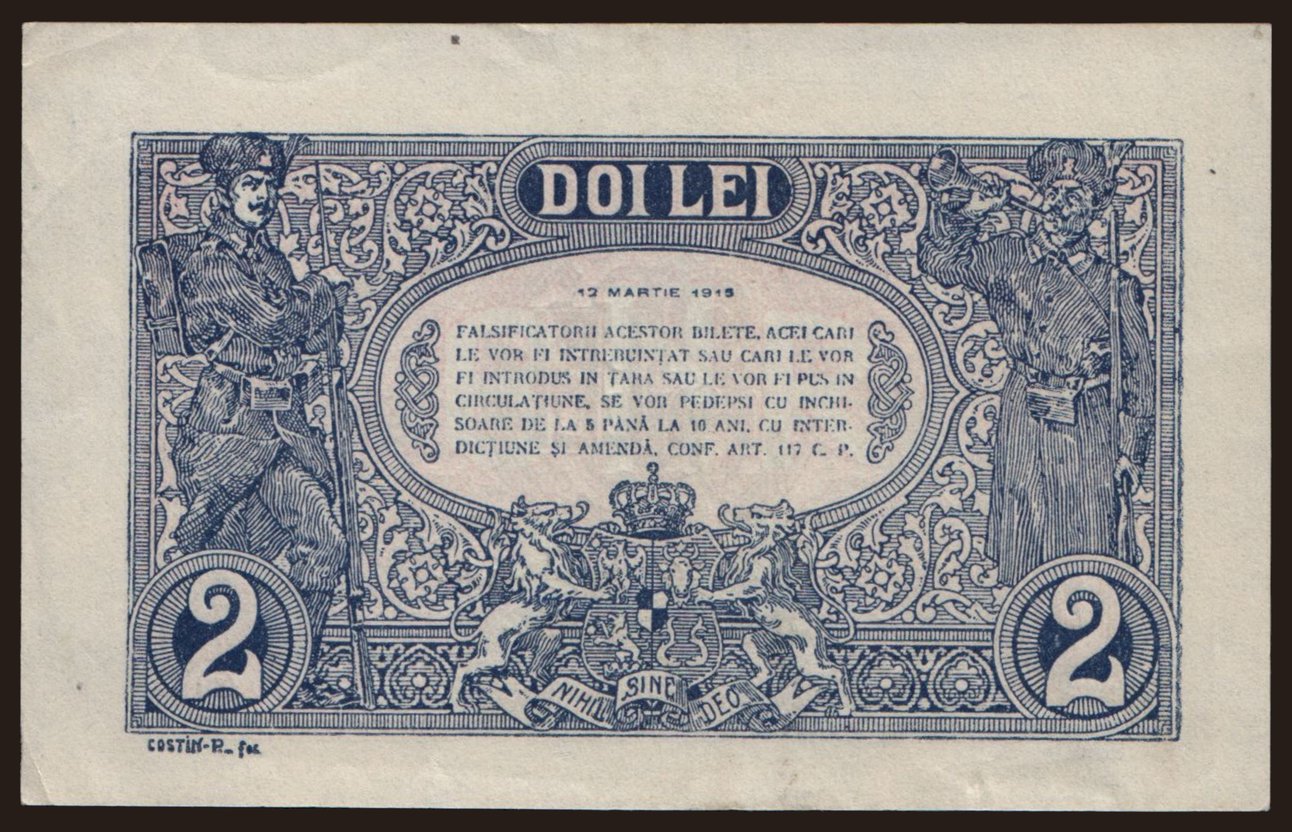 DOI LEI
12 MARTIE 1915
FALSIFICATORII ACESTOR BILETE, ACEI CARI
LE VOR FI INTREBUINȚAT SAU CARI LE VOR
FI INTRODUS IN ȚARA SAU LE VOR FI PUS IN
CIRCULAȚIUNE, SE VOR PEDEPSI CU INCHI-
SOARE DE LA 5 PÂNĂ LA 10 ANI, CU INTER-
DICȚIUNE ȘI AMENDĂ, CONF. ART. 117 C. P.
2 2
NIHIL SINE DEO
COSTIN-P. fec